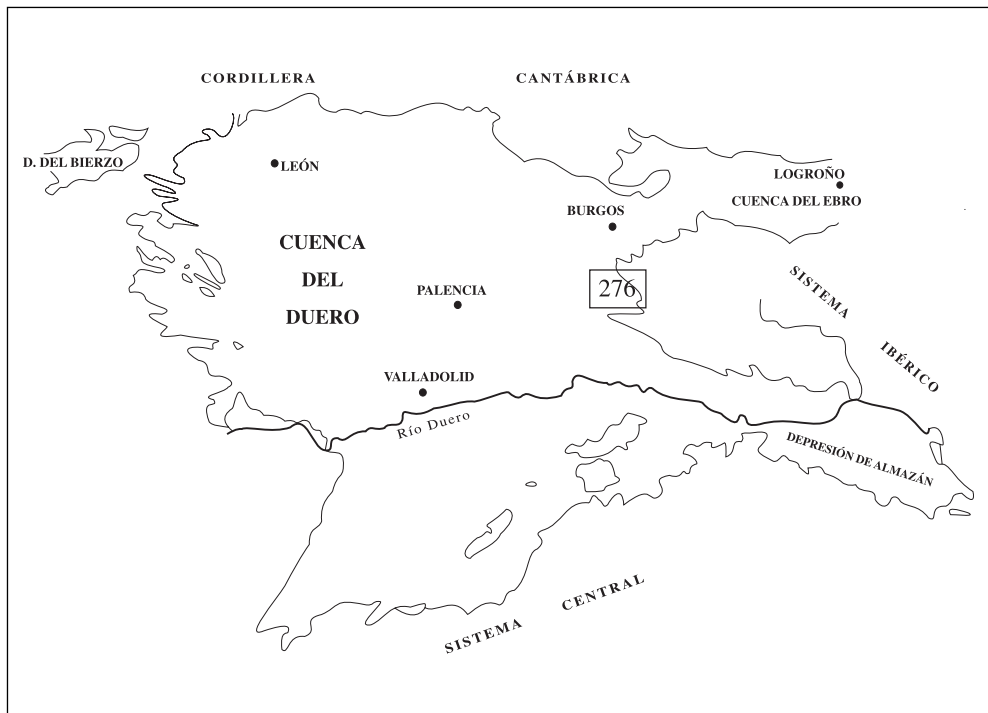 CORDILLERA CANTÁBRICA
D. DEL BIERZO
LEÓN
LOGROÑO
CUENCA DEL EBRO
BURGOS
CUENCA
DEL
DUERO
SISTEMA
IBÉRICO
276
PALENCIA
VALLADOLID
Río Duero
DEPRESIÓN DE ALMAZÁN
SISTEMA CENTRAL